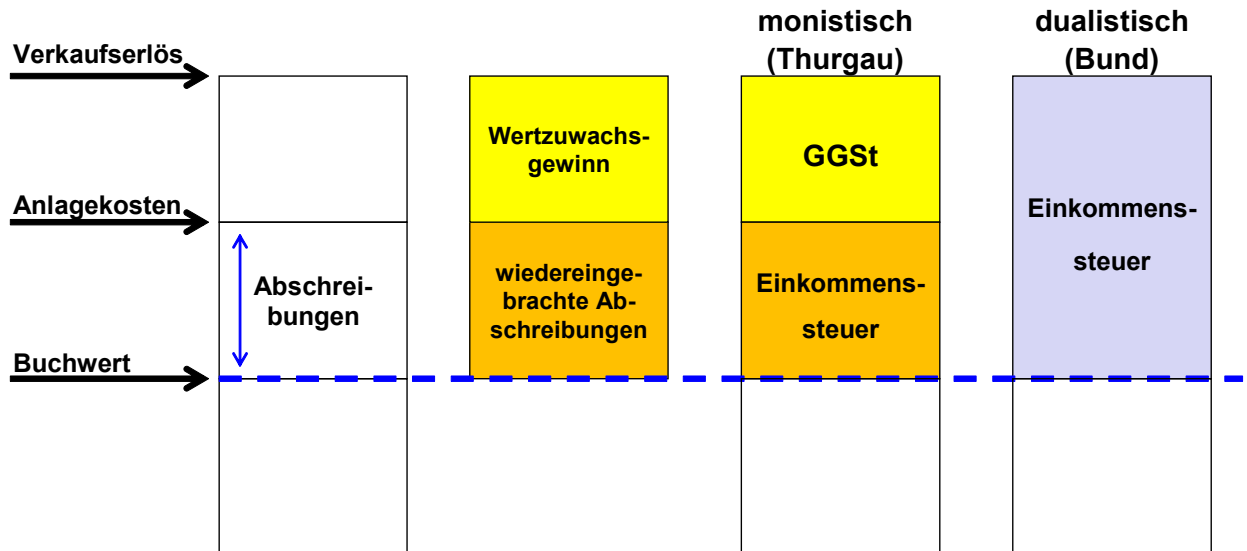 monistisch
(Thurgau)
dualistisch
(Bund)
Verkaufserlös
Wertzuwachs-
gewinn
GGSt
Anlagekosten
Einkommens-
steuer
Abschrei-
bungen
wiedereinge-
brachte Ab-
schreibungen
Einkommens-
steuer
Buchwert